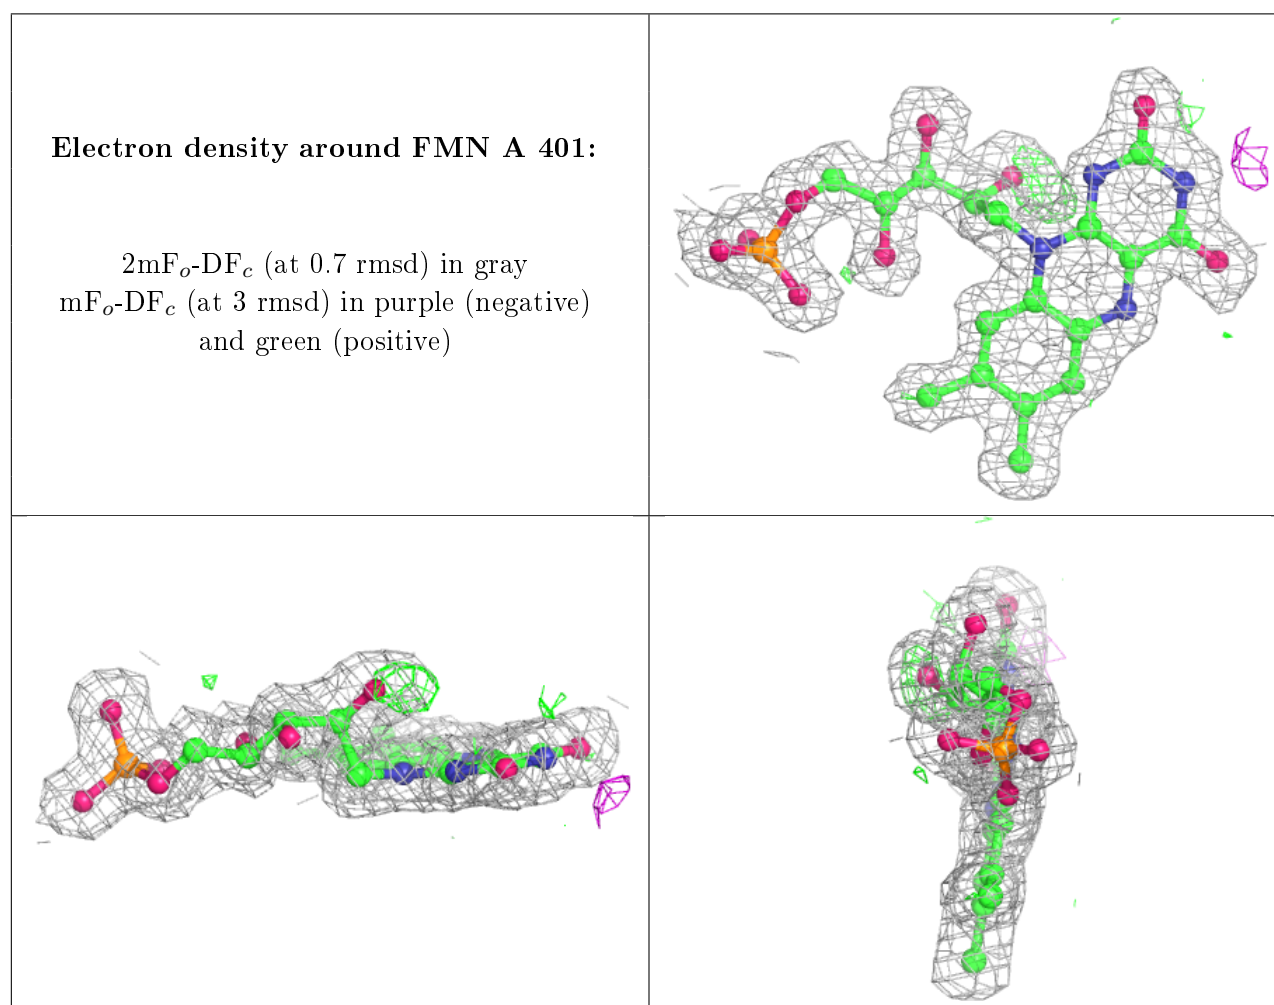 Electron density around FMN A 401:
2mFo-DFc (at 0.7 rmsd) in gray
mFo-DFc (at 3 rmsd) in purple (negative)
and green (positive)